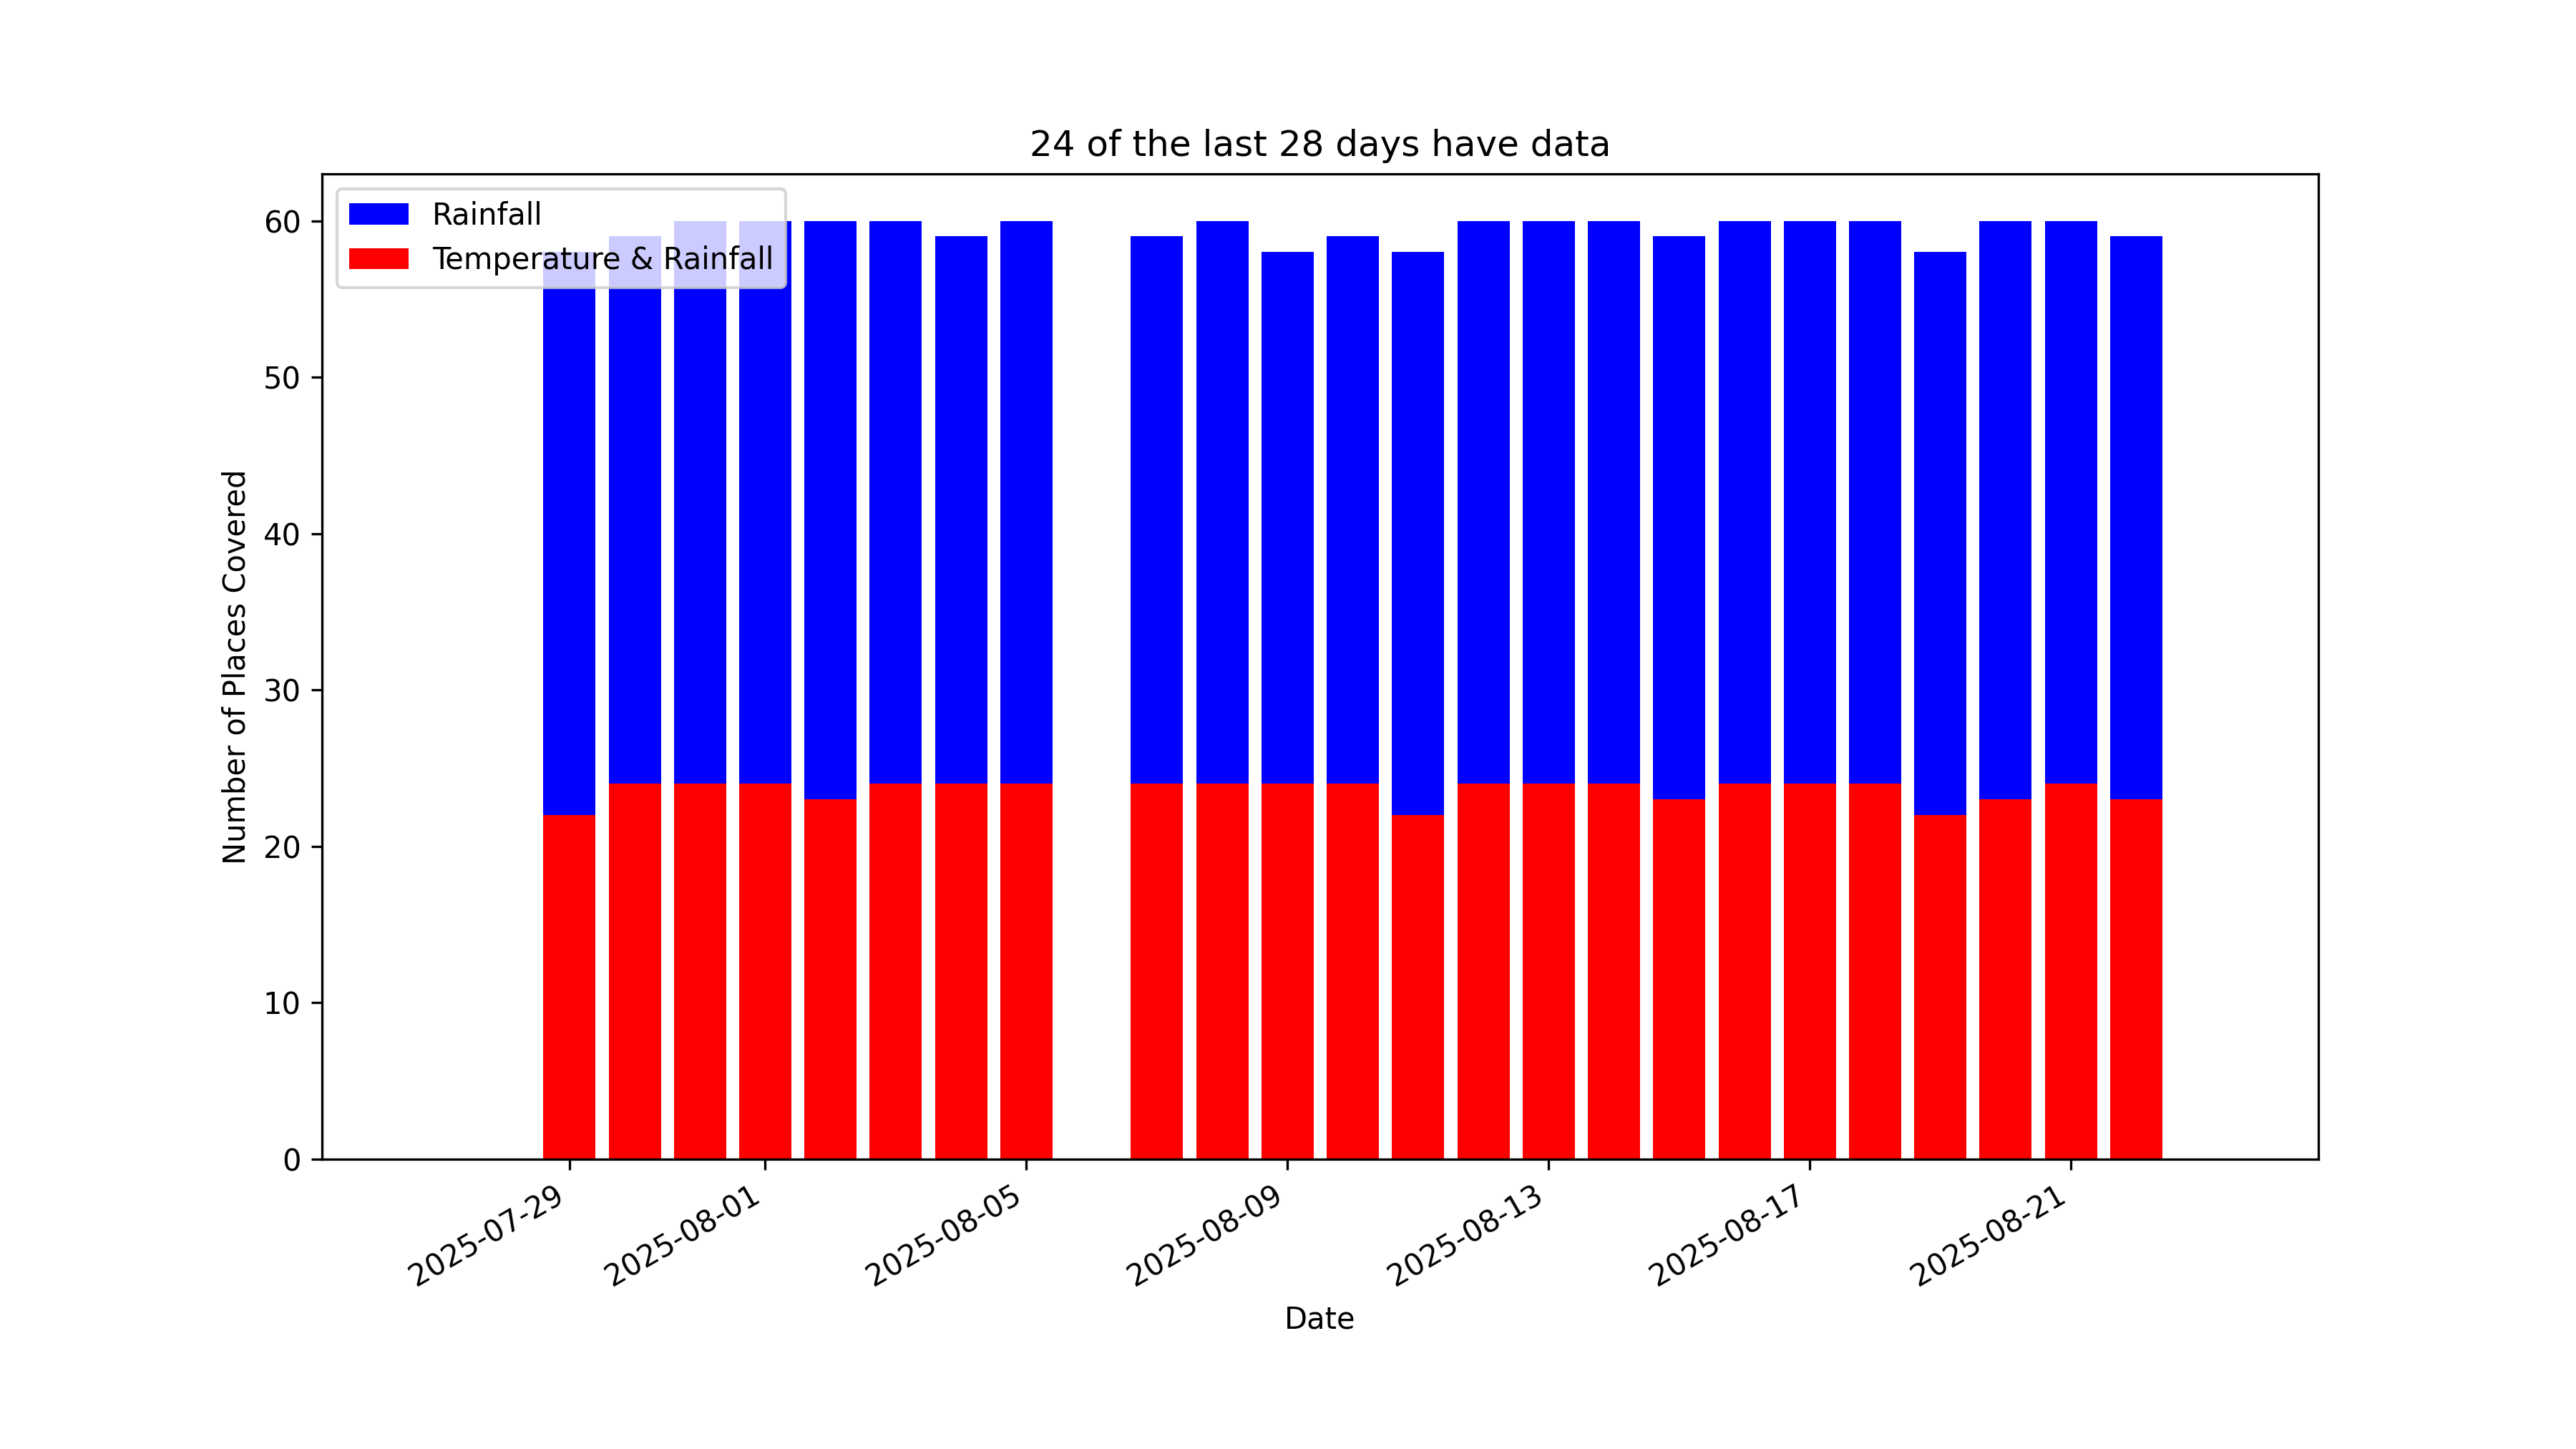 24 of the last 28 days have data
Rainfall
Temperature & Rainfall
Number of Places Covered
60
50
40
30
20
10
0
2025-07-29
2025-08-01
2025-08-05
2025-08-09
2025-08-13
2025-08-17
2025-08-21
Date